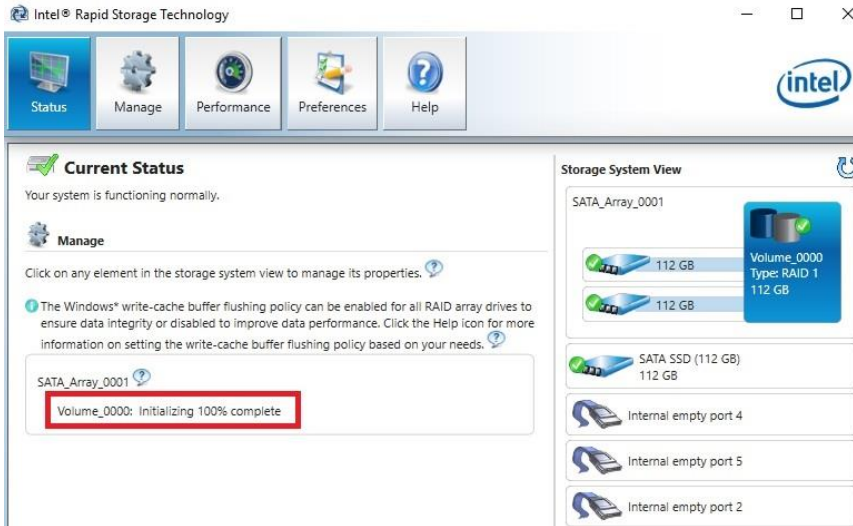 Intel® Rapid Storage Technology
Status
Manage
Performance
Preferences
Help
intel
Current Status
Your system is functioning normally.
Manage
Click on any element in the storage system view to manage its properties.
The Windows* write-cache buffer flushing policy can be enabled for all RAID array drives to
ensure data integrity or disabled to improve data performance. Click the Help icon for more
information on setting the write-cache buffer flushing policy based on your needs.
SATA_Array_0001
Volume_0000: Initializing 100% complete
Storage System View
SATA_Array_0001
112 GB
112 GB
Volume_0000
Type: RAID 1
112 GB
SATA SSD (112 GB)
112 GB
Internal empty port 4
Internal empty port 5
Internal empty port 2